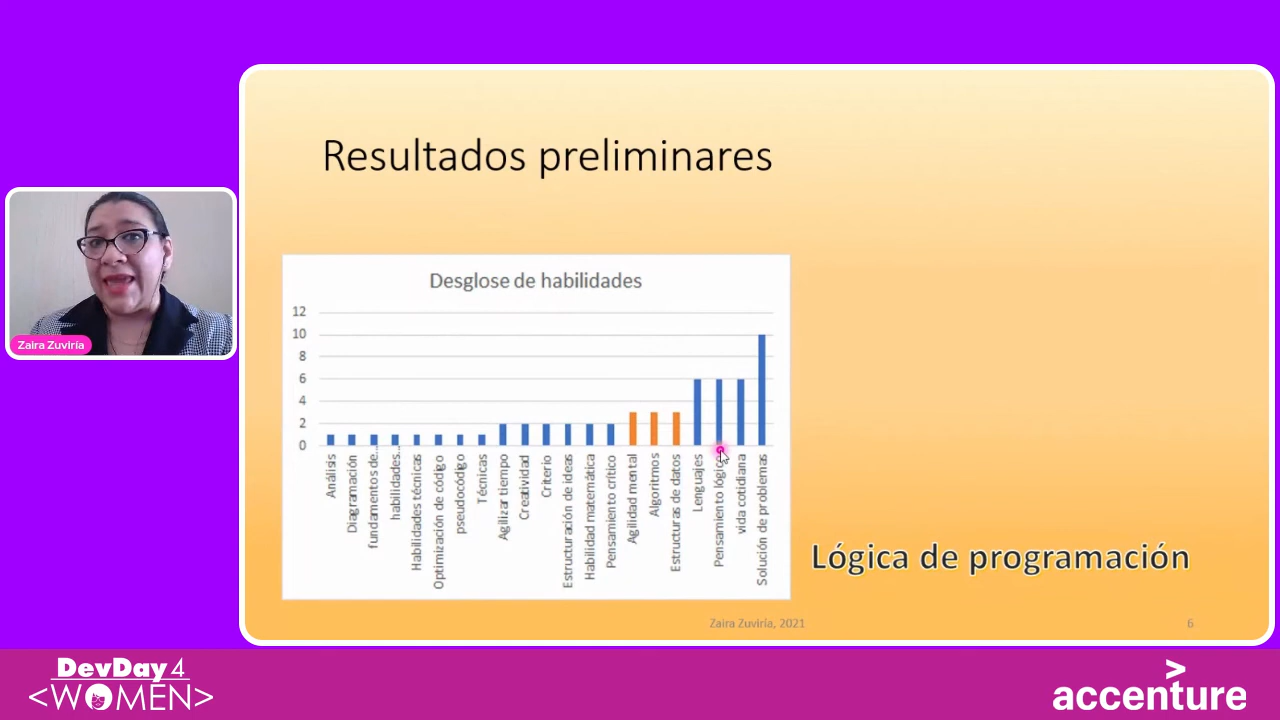 Resultados preliminares
Zaira Zuviría
Desglose de habilidades
12
10
8
6
4
2
0
Análisis
Diagramación
fundamentos de...
habilidades...
Habilidades técnicas
Optimización de código
pseudocódigo
Técnicas
Agilizar tiempo
Creatividad
Criterio
Estructuración de ideas
Habilidad matemática
Pensamiento crítico
Agilidad mental
Algoritmos
Estructuras de datos
Lenguajes
Pensamiento lógico
vida cotidiana
Solución de problemas
Lógica de programación
Zaira Zuviría, 2021
6
DevDay 4
<WOMEN>
accenture